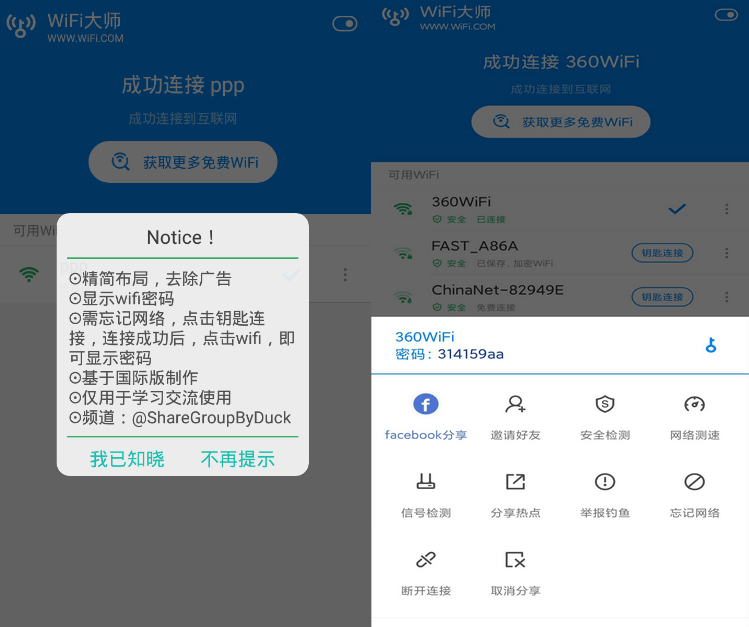 WiFi大师
WWW.WiFi.COM
成功连接 ppp
成功连接到互联网
获取更多免费WiFi
可用WiFi
Notice！
⊙精简布局，去除广告
⊙显示wifi密码
⊙需忘记网络，点击钥匙连
接，连接成功后，点击wifi，即
可显示密码
⊙基于国际版制作
⊙仅用于学习交流使用
⊙频道：@ShareGroupByDuck
我已知晓 不再提示
WiFi大师
WWW.WiFi.COM
成功连接 360WiFi
成功连接到互联网
获取更多免费WiFi
可用WiFi
360WiFi
安全 已连接
FAST_A86A
安全 已保存，加密WiFi
钥匙连接
ChinaNet-82949E
安全 免费连接
钥匙连接
360WiFi
密码：314159aa
facebook分享 邀请好友 安全检测 网络测速
信号检测 分享热点 举报钓鱼 忘记网络
断开连接 取消分享